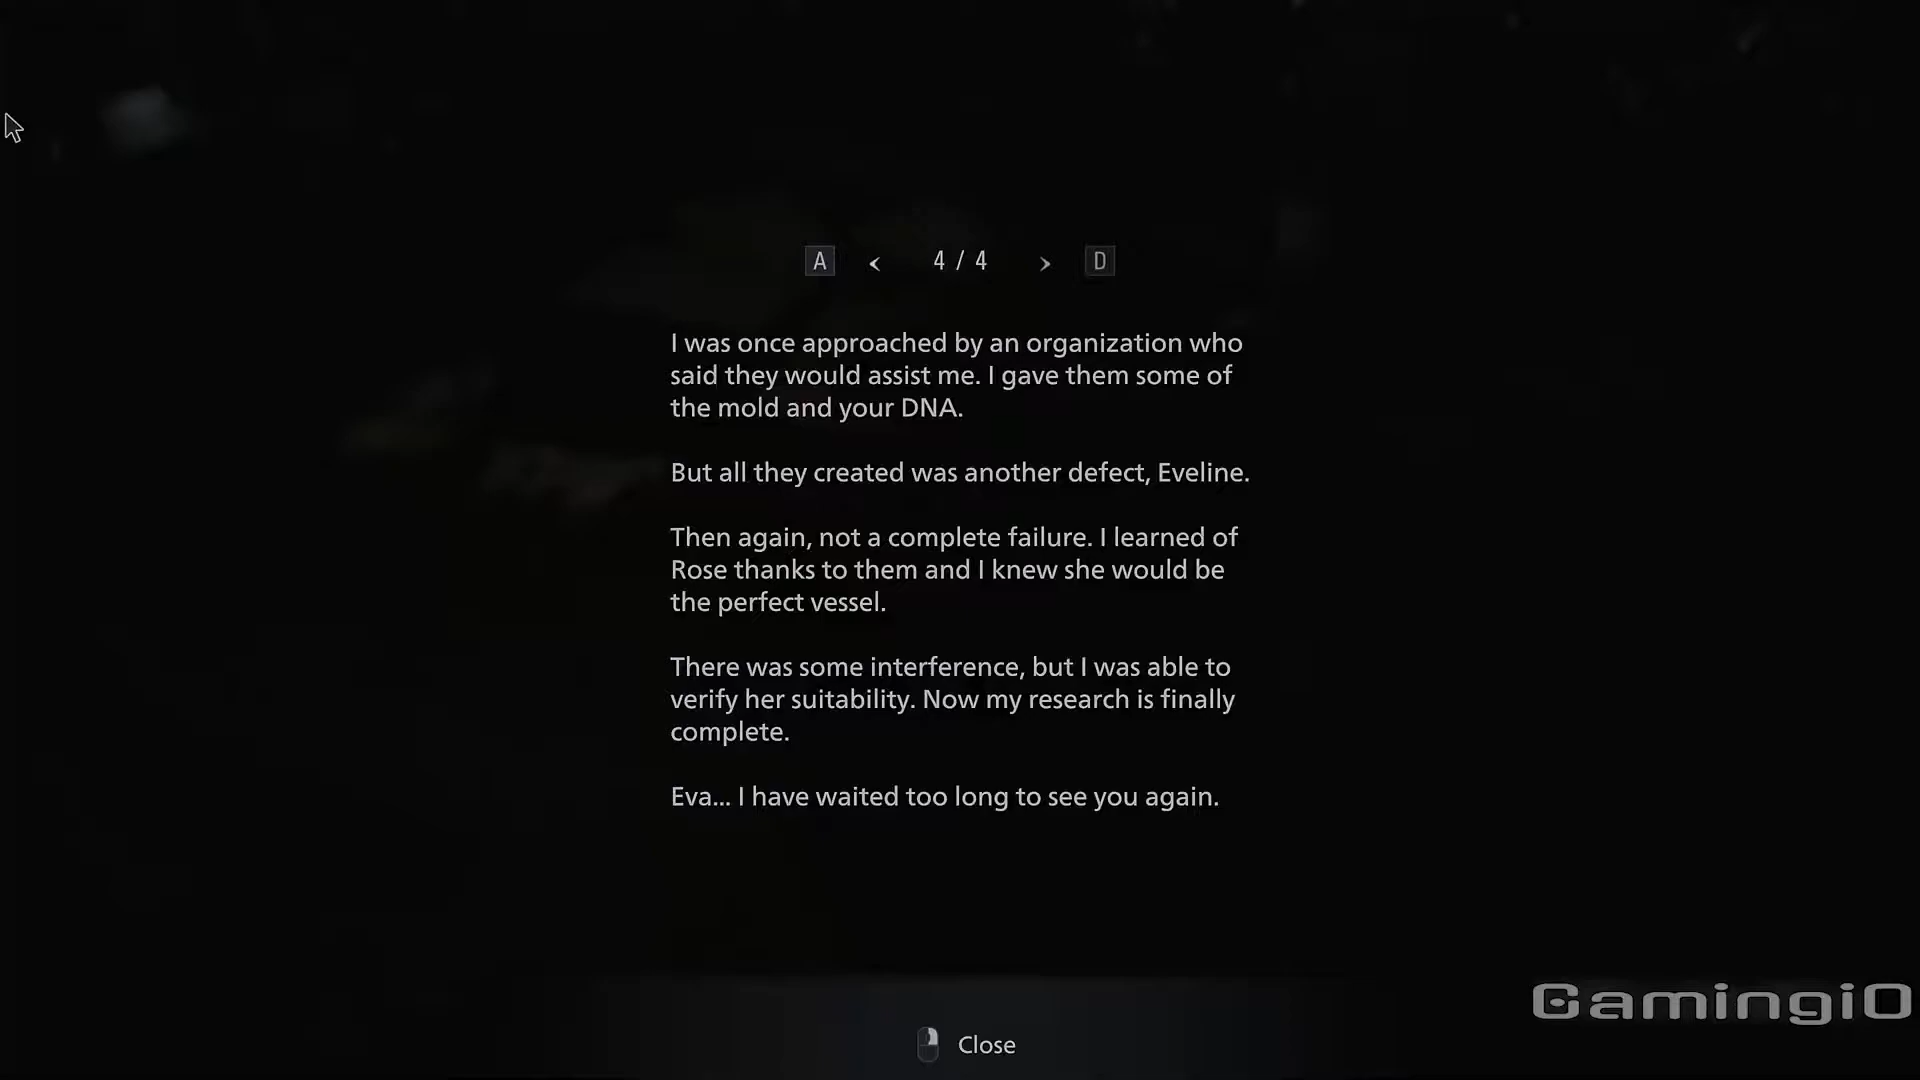 A < 4 / 4 > D
I was once approached by an organization who
said they would assist me. I gave them some of
the mold and your DNA.
But all they created was another defect, Eveline.
Then again, not a complete failure. I learned of
Rose thanks to them and I knew she would be
the perfect vessel.
There was some interference, but I was able to
verify her suitability. Now my research is finally
complete.
Eva... I have waited too long to see you again.
GamingiO
Close